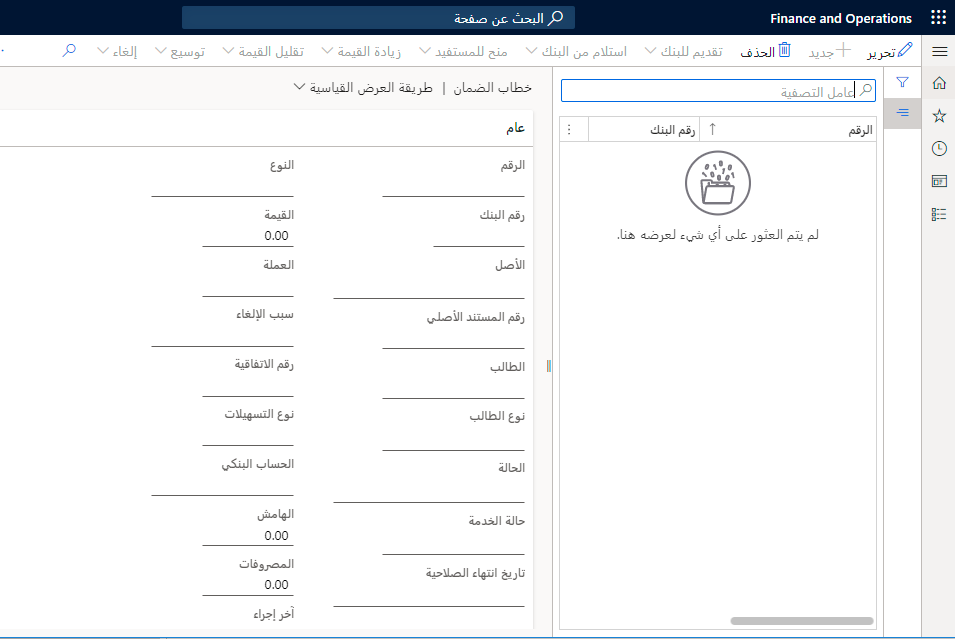 Finance and Operations
البحث عن صفحة
تحرير
جديد
الحذف
تقديم للبنك
استلام من البنك
منح للمستفيد
زيادة القيمة
تقليل القيمة
توسيع
إلغاء
عامل التصفية
الرقم
رقم البنك
لم يتم العثور على أي شيء لعرضه هنا.
خطاب الضمان | طريقة العرض القياسية
عام
الرقم
رقم البنك
الأصل
رقم المستند الأصلي
الطالب
نوع الطالب
الحالة
حالة الخدمة
تاريخ انتهاء الصلاحية
النوع
القيمة
0.00
العملة
سبب الإلغاء
رقم الاتفاقية
نوع التسهيلات
الحساب البنكي
الهامش
0.00
المصروفات
0.00
آخر إجراء